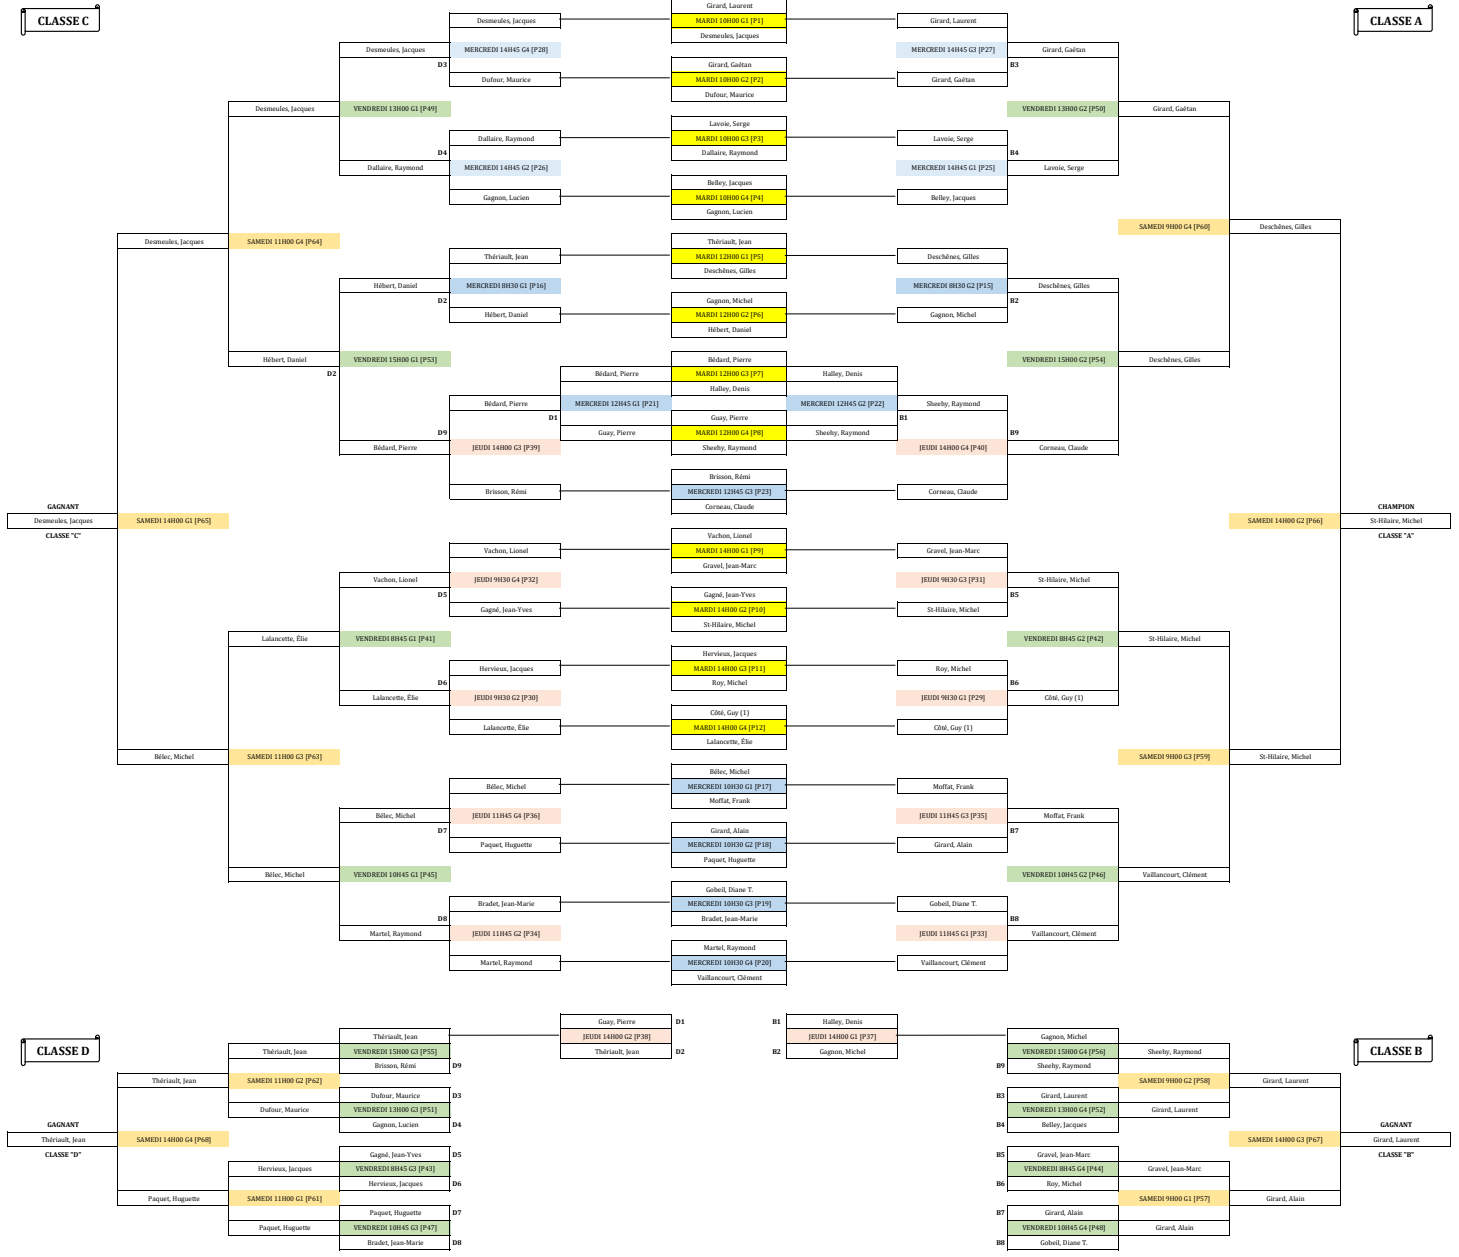 Girard, Laurent
CLASSE C
Desmeules, Jacques
MARDI 10H00 G1 [P1]
Girard, Laurent
CLASSE A
Desmeules, Jacques
Desmeules, Jacques
MERCREDI 14H45 G4 [P28]
MERCREDI 14H45 G3 [P27]
Girard, Gaétan
D3
Girard, Gaétan
B3
Dufour, Maurice
MARDI 10H00 G2 [P2]
Girard, Gaétan
Dufour, Maurice
Desmeules, Jacques
VENDREDI 13H00 G1 [P49]
VENDREDI 13H00 G2 [P50]
Girard, Gaétan
Lavoie, Serge
Dallaire, Raymond
MARDI 10H00 G3 [P3]
Lavoie, Serge
D4
Dallaire, Raymond
B4
Dallaire, Raymond
MERCREDI 14H45 G2 [P26]
MERCREDI 14H45 G1 [P25]
Lavoie, Serge
Belley, Jacques
Gagnon, Lucien
MARDI 10H00 G4 [P4]
Belley, Jacques
Gagnon, Lucien
SAMEDI 9H00 G4 [P60]
Deschênes, Gilles
Desmeules, Jacques
SAMEDI 11H00 G4 [P64]
Thériault, Jean
Thériault, Jean
MARDI 12H00 G1 [P5]
Deschênes, Gilles
Deschênes, Gilles
Hébert, Daniel
MERCREDI 8H30 G1 [P16]
MERCREDI 8H30 G2 [P15]
Deschênes, Gilles
D2
Gagnon, Michel
B2
Hébert, Daniel
MARDI 12H00 G2 [P6]
Gagnon, Michel
Hébert, Daniel
Hébert, Daniel
VENDREDI 15H00 G1 [P53]
Bédard, Pierre
VENDREDI 15H00 G2 [P54]
Deschênes, Gilles
D2
Bédard, Pierre
MARDI 12H00 G3 [P7]
Halley, Denis
Halley, Denis
Bédard, Pierre
MERCREDI 12H45 G1 [P21]
MERCREDI 12H45 G2 [P22]
Sheehy, Raymond
D1
Guay, Pierre
B1
D9
Guay, Pierre
MARDI 12H00 G4 [P8]
Sheehy, Raymond
B9
Bédard, Pierre
JEUDI 14H00 G3 [P39]
Sheehy, Raymond
JEUDI 14H00 G4 [P40]
Corneau, Claude
Brisson, Rémi
Brisson, Rémi
MERCREDI 12H45 G3 [P23]
Corneau, Claude
GAGNANT
Corneau, Claude
CHAMPION
Desmeules, Jacques
SAMEDI 14H00 G1 [P65]
SAMEDI 14H00 G2 [P66]
St-Hilaire, Michel
CLASSE "C"
Vachon, Lionel
CLASSE "A"
Vachon, Lionel
MARDI 14H00 G1 [P9]
Gravel, Jean-Marc
Gravel, Jean-Marc
Vachon, Lionel
JEUDI 9H30 G4 [P32]
JEUDI 9H30 G3 [P31]
St-Hilaire, Michel
D5
Gagné, Jean-Yves
B5
Gagné, Jean-Yves
MARDI 14H00 G2 [P10]
St-Hilaire, Michel
St-Hilaire, Michel
Lalancette, Élie
VENDREDI 8H45 G1 [P41]
VENDREDI 8H45 G2 [P42]
St-Hilaire, Michel
Hervieux, Jacques
Hervieux, Jacques
MARDI 14H00 G3 [P11]
Roy, Michel
D6
Roy, Michel
B6
Lalancette, Élie
JEUDI 9H30 G2 [P30]
JEUDI 9H30 G1 [P29]
Côté, Guy (1)
Côté, Guy (1)
Lalancette, Élie
MARDI 14H00 G4 [P12]
Côté, Guy (1)
Lalancette, Élie
Bélec, Michel
SAMEDI 11H00 G3 [P63]
SAMEDI 9H00 G3 [P59]
St-Hilaire, Michel
Bélec, Michel
Bélec, Michel
MERCREDI 10H30 G1 [P17]
Moffat, Frank
Moffat, Frank
Bélec, Michel
JEUDI 11H45 G4 [P36]
JEUDI 11H45 G3 [P35]
Moffat, Frank
D7
Girard, Alain
B7
Paquet, Huguette
MERCREDI 10H30 G2 [P18]
Girard, Alain
Paquet, Huguette
Bélec, Michel
VENDREDI 10H45 G1 [P45]
VENDREDI 10H45 G2 [P46]
Vaillancourt, Clément
Gobeil, Diane T.
Bradet, Jean-Marie
MERCREDI 10H30 G3 [P19]
Gobeil, Diane T.
D8
Bradet, Jean-Marie
B8
Martel, Raymond
JEUDI 11H45 G2 [P34]
JEUDI 11H45 G1 [P33]
Vaillancourt, Clément
Martel, Raymond
Martel, Raymond
MERCREDI 10H30 G4 [P20]
Vaillancourt, Clément
Vaillancourt, Clément
Guay, Pierre
D1
B1
Halley, Denis
CLASSE D
Thériault, Jean
JEUDI 14H00 G2 [P38]
JEUDI 14H00 G1 [P37]
Gagnon, Michel
CLASSE B
Thériault, Jean
VENDREDI 15H00 G3 [P55]
Thériault, Jean
D2
B2
Gagnon, Michel
VENDREDI 15H00 G4 [P56]
Sheehy, Raymond
Brisson, Rémi
D9
B9
Sheehy, Raymond
Thériault, Jean
SAMEDI 11H00 G2 [P62]
SAMEDI 9H00 G2 [P58]
Girard, Laurent
Dufour, Maurice
D3
B3
Girard, Laurent
Dufour, Maurice
VENDREDI 13H00 G3 [P51]
VENDREDI 13H00 G4 [P52]
Girard, Laurent
GAGNANT
Gagnon, Lucien
D4
B4
Belley, Jacques
GAGNANT
Thériault, Jean
SAMEDI 14H00 G4 [P68]
SAMEDI 14H00 G3 [P67]
Girard, Laurent
CLASSE "D"
Gagné, Jean-Yves
D5
B5
Gravel, Jean-Marc
CLASSE "B"
Hervieux, Jacques
VENDREDI 8H45 G3 [P43]
VENDREDI 8H45 G4 [P44]
Gravel, Jean-Marc
Hervieux, Jacques
D6
B6
Roy, Michel
Paquet, Huguette
SAMEDI 11H00 G1 [P61]
SAMEDI 9H00 G1 [P57]
Girard, Alain
Paquet, Huguette
D7
B7
Girard, Alain
Paquet, Huguette
VENDREDI 10H45 G3 [P47]
VENDREDI 10H45 G4 [P48]
Girard, Alain
Bradet, Jean-Marie
D8
B8
Gobeil, Diane T.